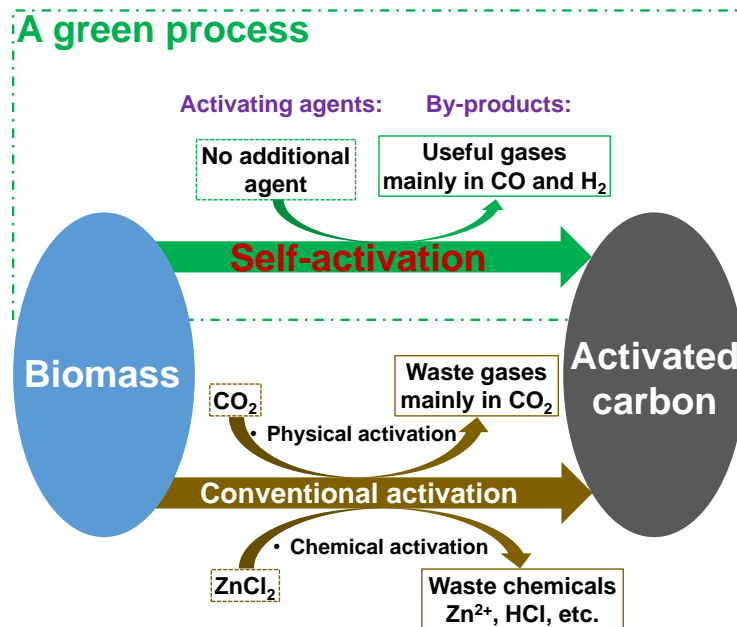 A green process
Activating agents:
By-products:
No additional
agent
Useful gases
mainly in CO and H₂
Self-activation
Biomass
Activated
carbon
CO₂
Waste gases
mainly in CO₂
• Physical activation
Conventional activation
• Chemical activation
ZnCl₂
Waste chemicals
Zn²⁺, HCl, etc.